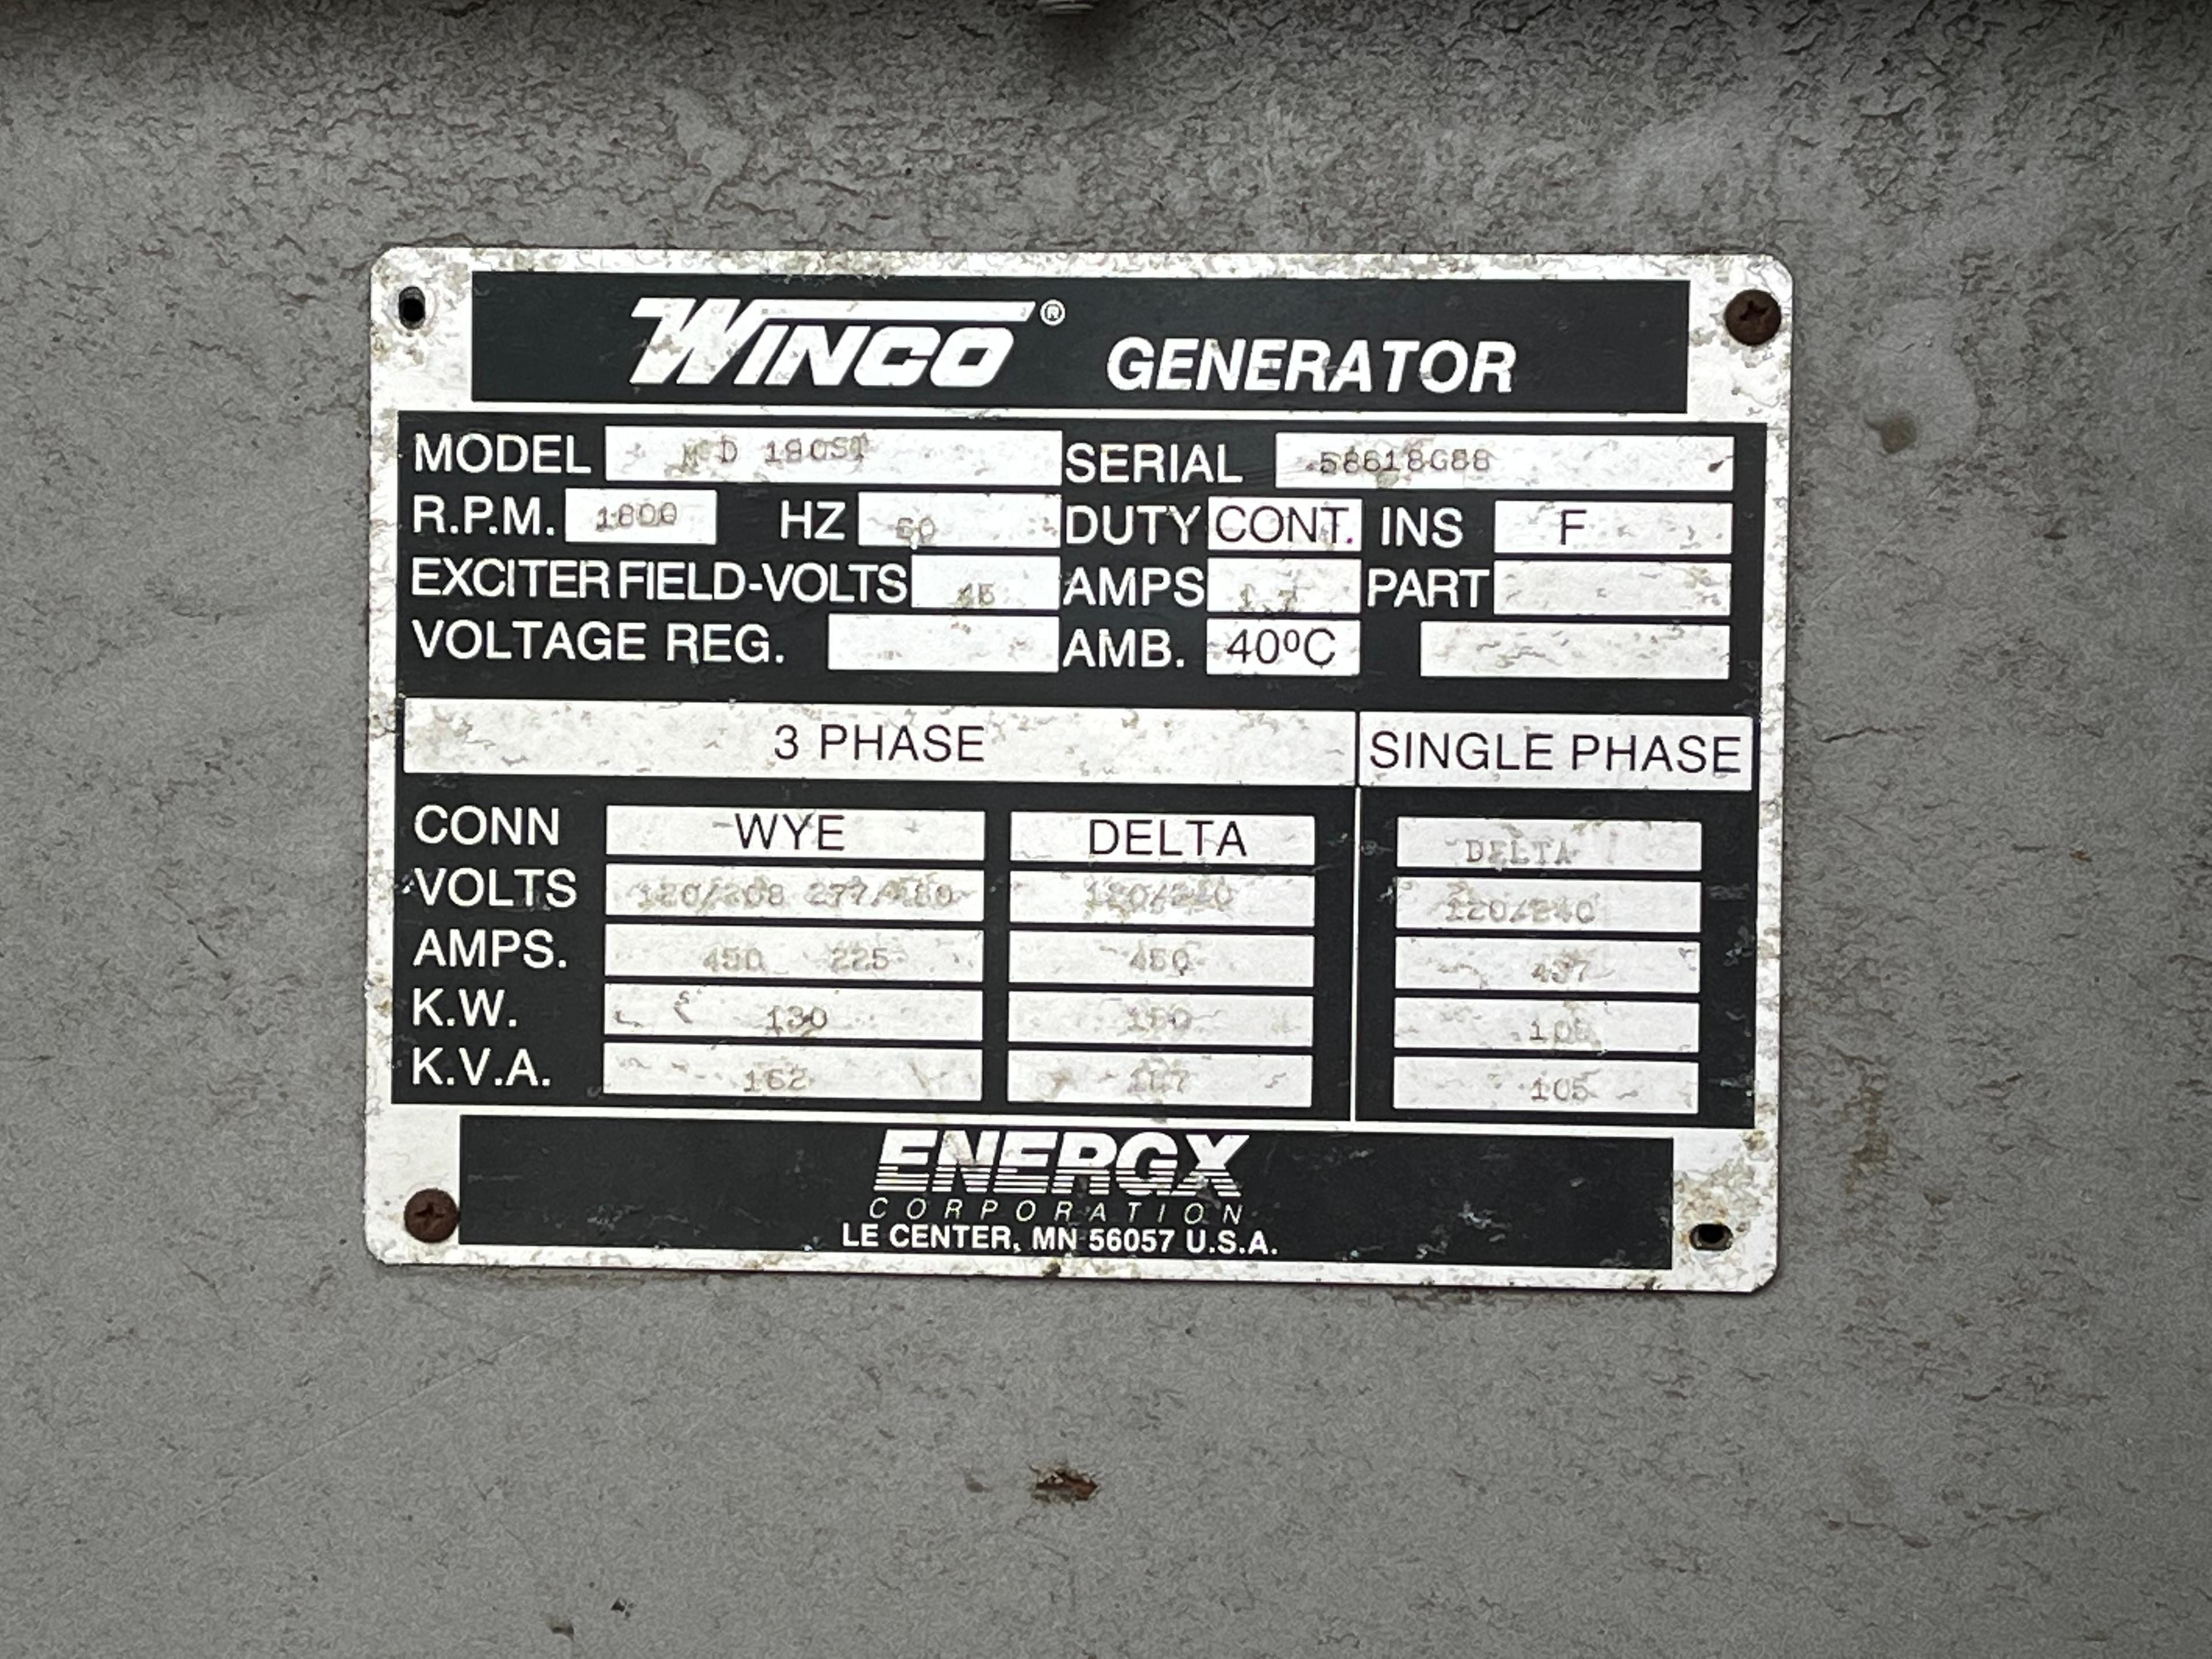 WINCO® GENERATOR
MODEL SERIAL 58618G88
R.P.M. 1800 HZ 60 DUTY CONT. INS F
EXCITER FIELD-VOLTS 45 AMPS PART
VOLTAGE REG. AMB. 40ºC
3 PHASE SINGLE PHASE
CONN WYE DELTA DELTA
VOLTS 120/208 277/480 120/240 120/240
AMPS. 450 225 450 437
K.W. 130 105
K.V.A. 162 105
ENERGX
CORPORATION
LE CENTER, MN 56057 U.S.A.